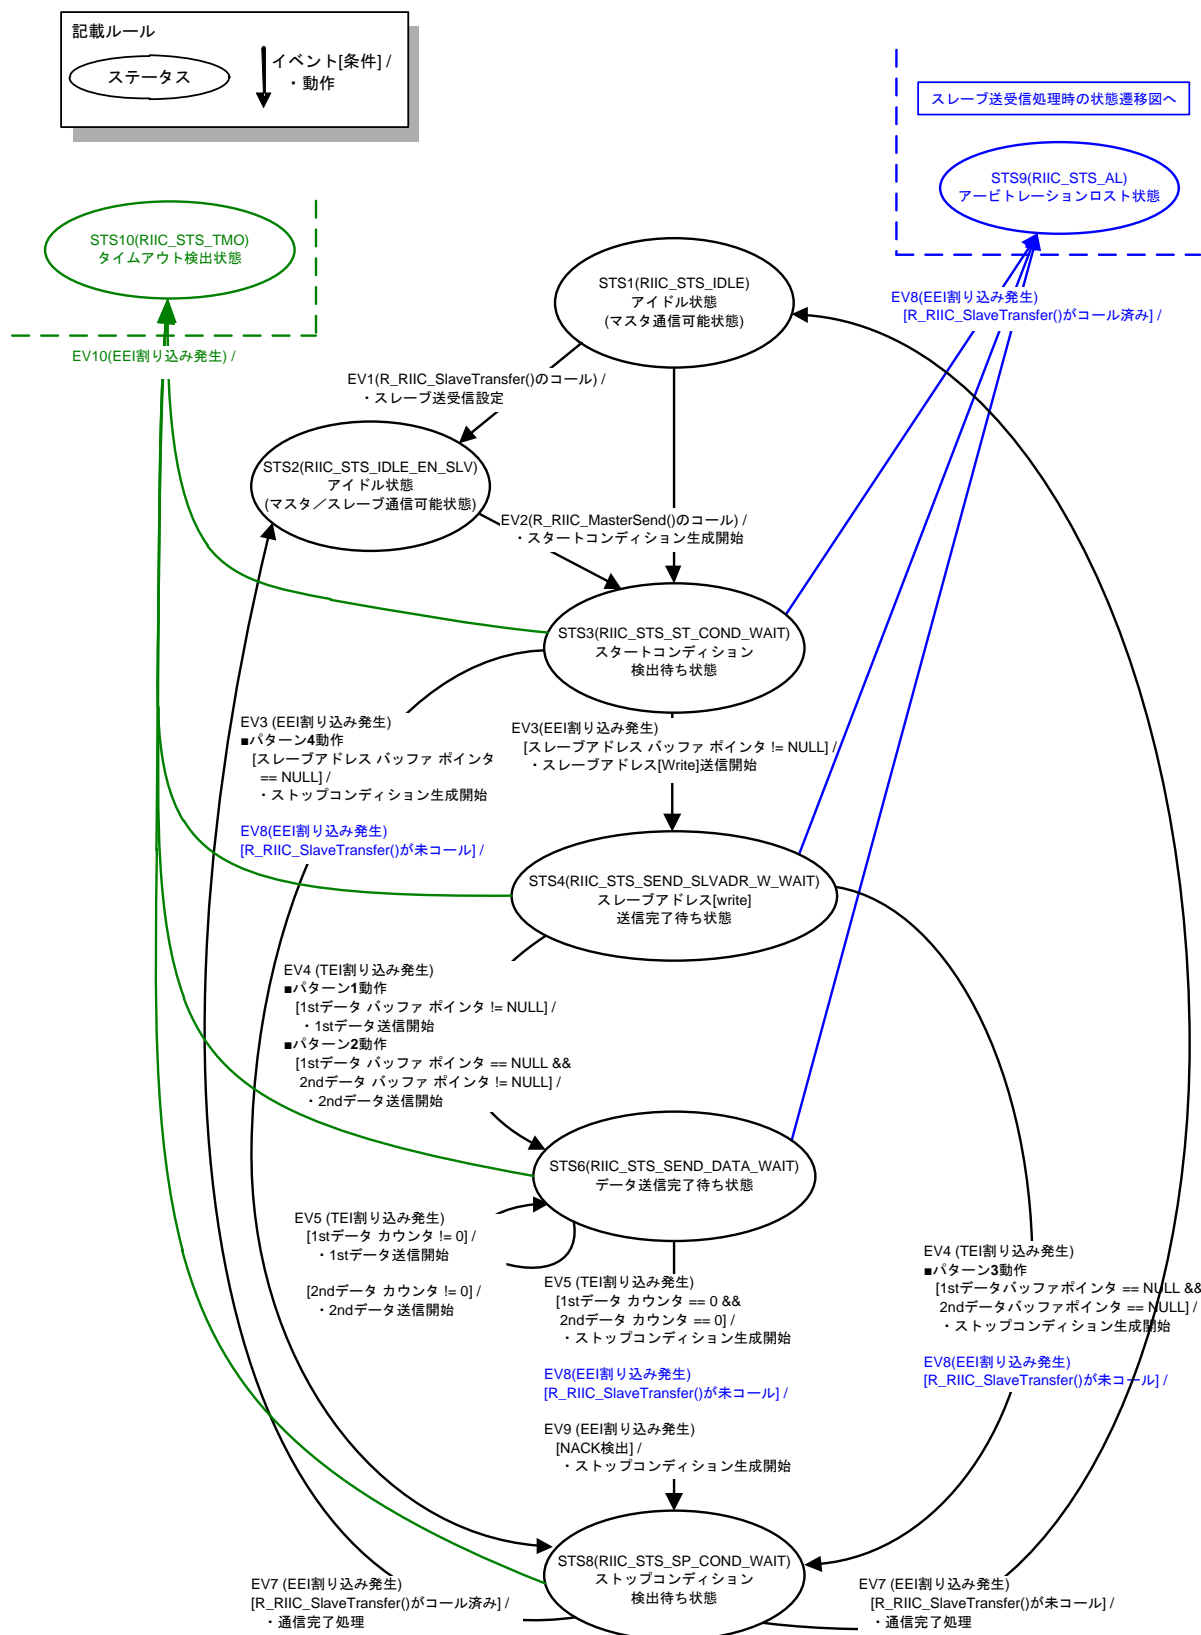 記載ルール
ステータス
イベント[条件] /
・動作
スレーブ送受信処理時の状態遷移図へ
STS9(RIIC_STS_AL)
アービトレーションロスト状態
STS10(RIIC_STS_TMO)
タイムアウト検出状態
STS1(RIIC_STS_IDLE)
アイドル状態
(マスタ通信可能状態)
EV8(EEI割り込み発生)
[R_RIIC_SlaveTransfer()がコール済み] /
EV10(EEI割り込み発生) /
EV1(R_RIIC_SlaveTransfer()のコール) /
・スレーブ送受信設定
STS2(RIIC_STS_IDLE_EN_SLV)
アイドル状態
(マスタ／スレーブ通信可能状態)
EV2(R_RIIC_MasterSend()のコール) /
・スタートコンディション生成開始
STS3(RIIC_STS_ST_COND_WAIT)
スタートコンディション
検出待ち状態
EV3 (EEI割り込み発生)
■パターン4動作
[スレーブアドレス バッファ ポインタ
== NULL] /
・ストップコンディション生成開始
EV3(EEI割り込み発生)
[スレーブアドレス バッファ ポインタ != NULL] /
・スレーブアドレス[Write]送信開始
EV8(EEI割り込み発生)
[R_RIIC_SlaveTransfer()が未コール] /
STS4(RIIC_STS_SEND_SLVADR_W_WAIT)
スレーブアドレス[write]
送信完了待ち状態
EV4 (TEI割り込み発生)
■パターン1動作
[1stデータ バッファ ポインタ != NULL] /
・1stデータ送信開始
■パターン2動作
[1stデータ バッファ ポインタ == NULL &&
2ndデータ バッファ ポインタ != NULL] /
・2ndデータ送信開始
STS6(RIIC_STS_SEND_DATA_WAIT)
データ送信完了待ち状態
EV5 (TEI割り込み発生)
[1stデータ カウンタ != 0] /
・1stデータ送信開始
[2ndデータ カウンタ != 0] /
・2ndデータ送信開始
EV5 (TEI割り込み発生)
[1stデータ カウンタ == 0 &&
2ndデータ カウンタ == 0] /
・ストップコンディション生成開始
EV8(EEI割り込み発生)
[R_RIIC_SlaveTransfer()が未コール] /
EV9 (EEI割り込み発生)
[NACK検出] /
・ストップコンディション生成開始
EV4 (TEI割り込み発生)
■パターン3動作
[1stデータバッファポインタ == NULL &&
2ndデータバッファポインタ == NULL] /
・ストップコンディション生成開始
EV8(EEI割り込み発生)
[R_RIIC_SlaveTransfer()が未コール] /
STS8(RIIC_STS_SP_COND_WAIT)
ストップコンディション
検出待ち状態
EV7 (EEI割り込み発生)
[R_RIIC_SlaveTransfer()がコール済み] /
・通信完了処理
EV7 (EEI割り込み発生)
[R_RIIC_SlaveTransfer()が未コール] /
・通信完了処理